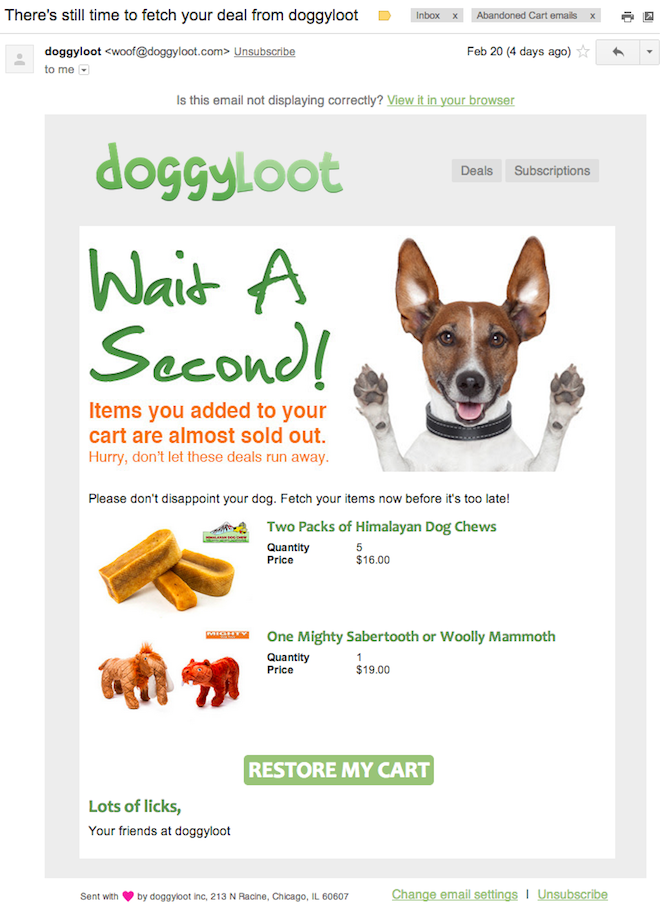 There's still time to fetch your deal from doggyloot
Inbox x
Abandoned Cart emails x
doggyloot <woof@doggyloot.com> Unsubscribe
Feb 20 (4 days ago)
to me
Is this email not displaying correctly? View it in your browser
doggyLoot
Deals
Subscriptions
Wait A
Second!
Items you added to your
cart are almost sold out.
Hurry, don't let these deals run away.
Please don't disappoint your dog. Fetch your items now before it's too late!
HIMALAYAN DOG CHEW
Two Packs of Himalayan Dog Chews
Quantity 5
Price $16.00
MIGHTY
One Mighty Sabertooth or Woolly Mammoth
Quantity 1
Price $19.00
RESTORE MY CART
Lots of licks,
Your friends at doggyloot
Sent with ♥ by doggyloot inc, 213 N Racine, Chicago, IL 60607
Change email settings | Unsubscribe